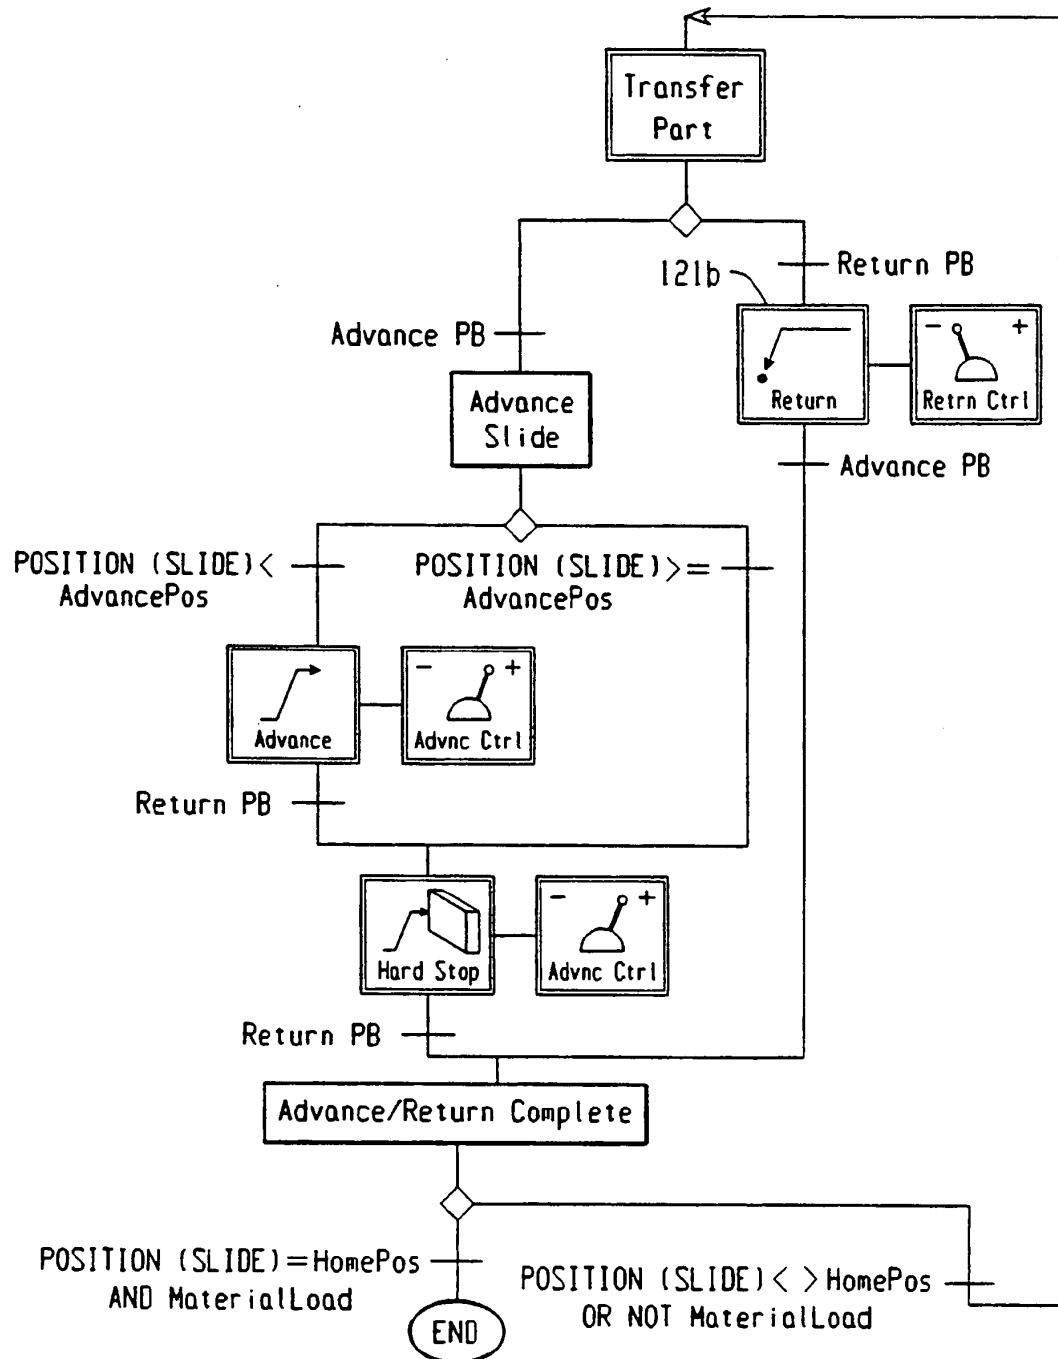 Transfer
Part
Return PB
121b
Advance PB
- +
Return
Retrn Ctrl
Advance
Slide
Advance PB
POSITION (SLIDE)<
AdvancePos
POSITION (SLIDE)>=
AdvancePos
- +
Advance
Advnc Ctrl
Return PB
- +
Hard Stop
Advnc Ctrl
Return PB
Advance/Return Complete
POSITION (SLIDE)=HomePos
AND MaterialLoad
POSITION (SLIDE)< >HomePos
OR NOT MaterialLoad
END